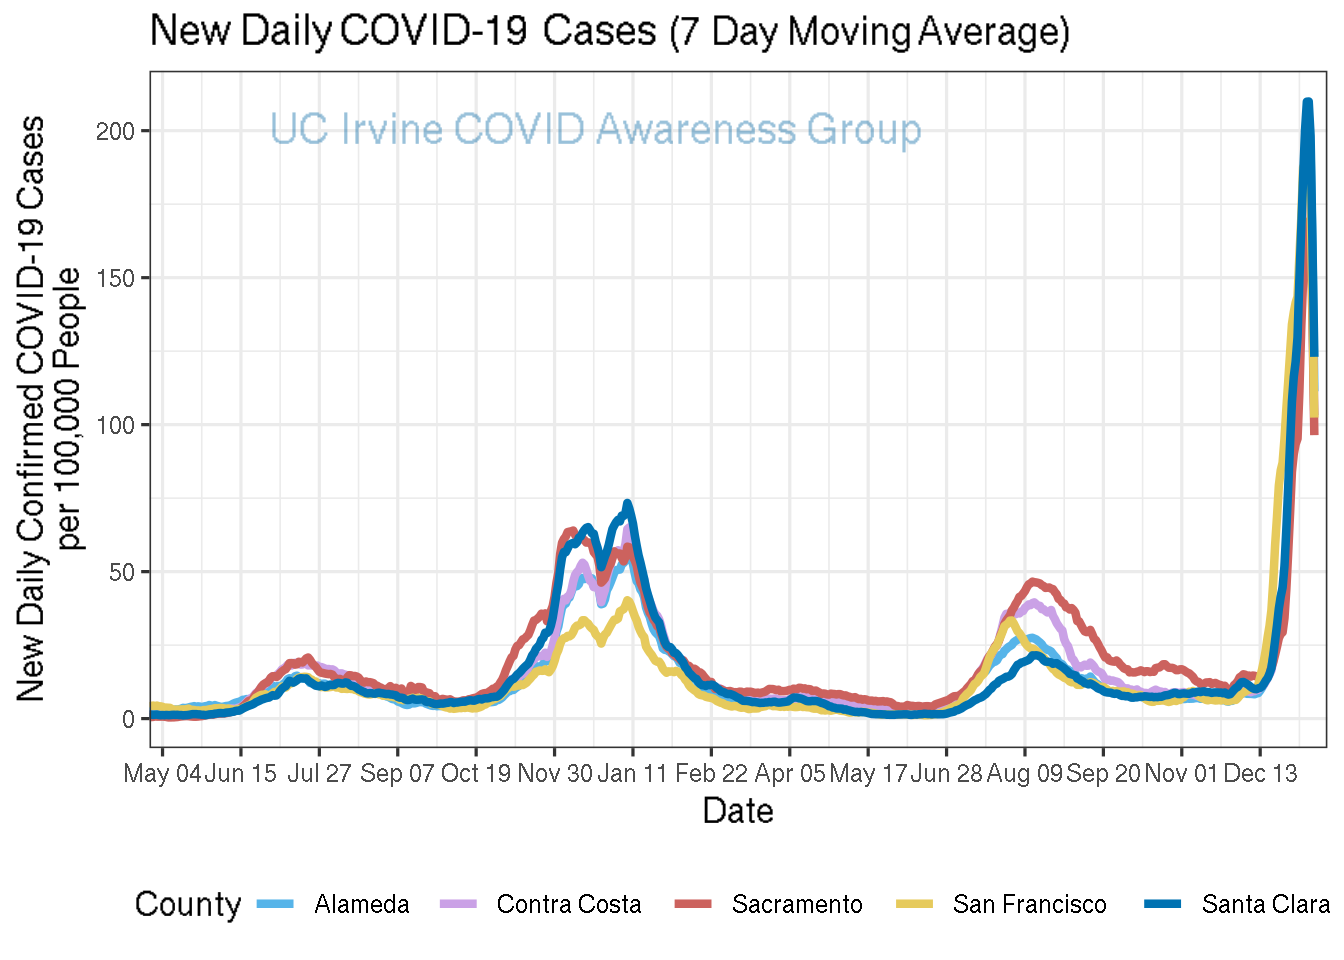 New Daily COVID-19 Cases (7 Day Moving Average)
UC Irvine COVID Awareness Group
New Daily Confirmed COVID-19 Cases
per 100,000 People
200
150
100
50
0
May 04 Jun 15 Jul 27 Sep 07 Oct 19 Nov 30 Jan 11 Feb 22 Apr 05 May 17 Jun 28 Aug 09 Sep 20 Nov 01 Dec 13
Date
County Alameda Contra Costa Sacramento San Francisco Santa Clara